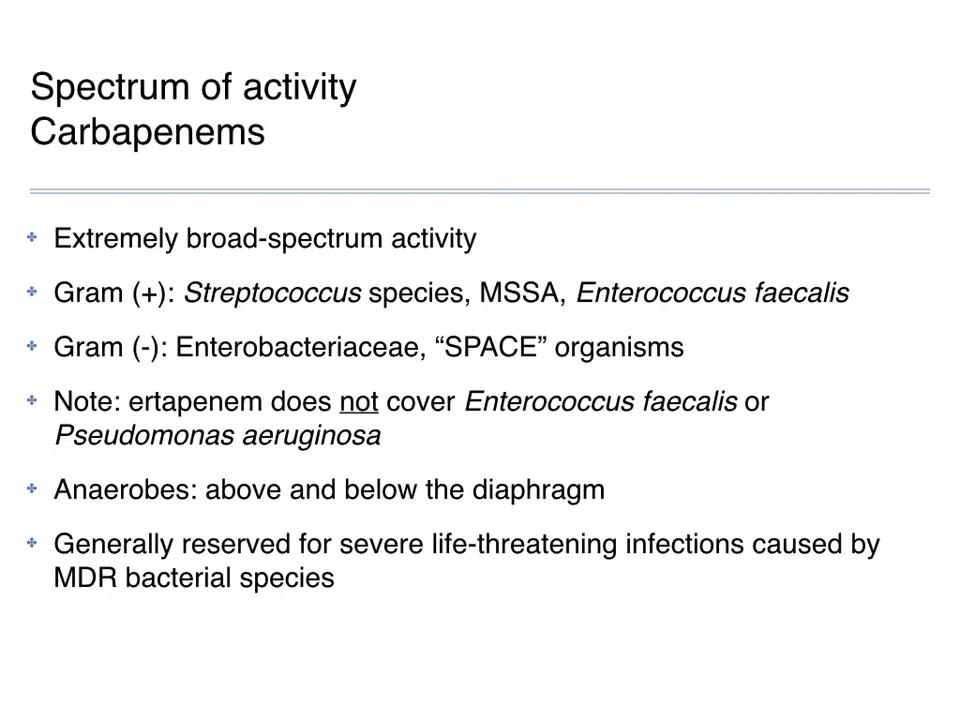 Spectrum of activity
Carbapenems
Extremely broad-spectrum activity
Gram (+): Streptococcus species, MSSA, Enterococcus faecalis
Gram (-): Enterobacteriaceae, “SPACE” organisms
Note: ertapenem does not cover Enterococcus faecalis or
Pseudomonas aeruginosa
Anaerobes: above and below the diaphragm
Generally reserved for severe life-threatening infections caused by
MDR bacterial species